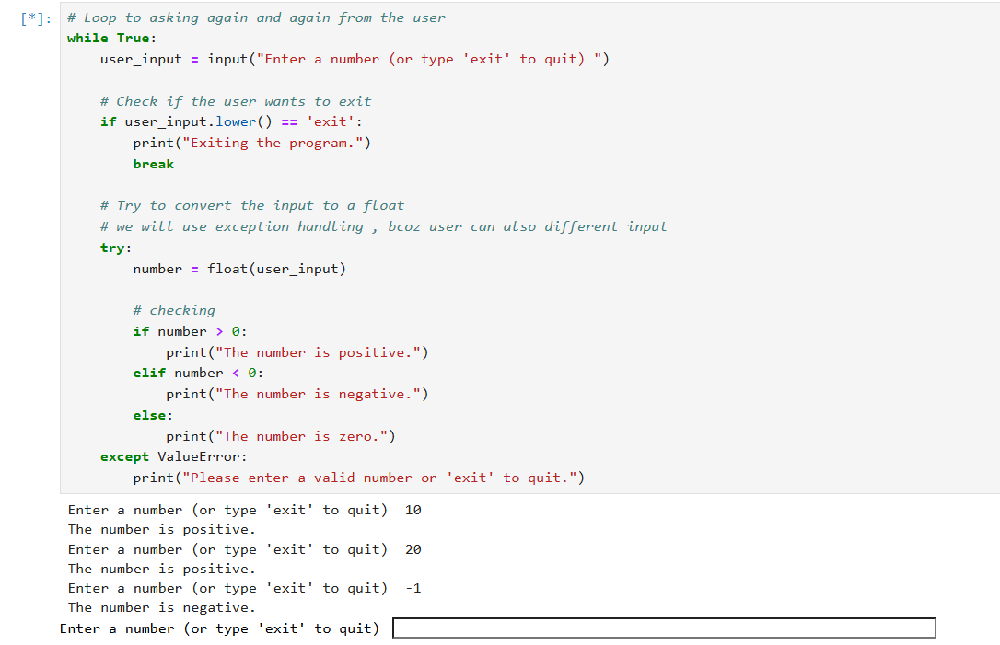 [*]: # Loop to asking again and again from the user
while True:
    user_input = input("Enter a number (or type 'exit' to quit) ")

    # Check if the user wants to exit
    if user_input.lower() == 'exit':
        print("Exiting the program.")
        break

    # Try to convert the input to a float
    # we will use exception handling , bcoz user can also different input
    try:
        number = float(user_input)

        # checking
        if number > 0:
            print("The number is positive.")
        elif number < 0:
            print("The number is negative.")
        else:
            print("The number is zero.")
    except ValueError:
        print("Please enter a valid number or 'exit' to quit.")
Enter a number (or type 'exit' to quit)  10
The number is positive.
Enter a number (or type 'exit' to quit)  20
The number is positive.
Enter a number (or type 'exit' to quit)  -1
The number is negative.
Enter a number (or type 'exit' to quit)